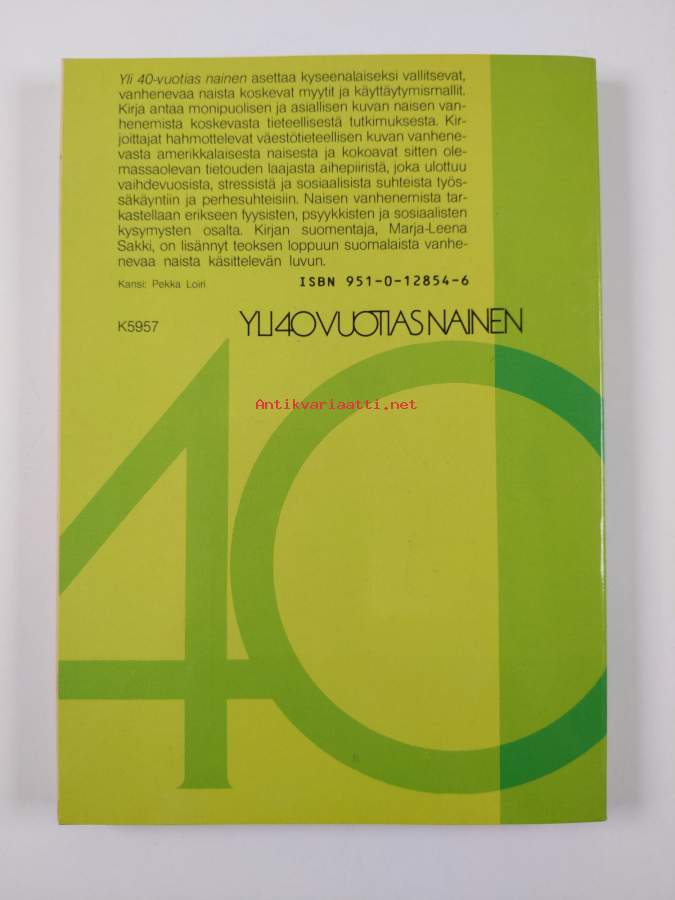 Yli 40-vuotias nainen asettaa kyseenalaiseksi vallitsevat,
vanhenevaa naista koskevat myytit ja käyttäytymismallit.
Kirja antaa monipuolisen ja asiallisen kuvan naisen van-
henemista koskevasta tieteellisestä tutkimuksesta. Kir-
joittajat hahmottelevat väestötieteellisen kuvan vanhene-
vasta amerikkalaisesta naisesta ja kokoavat sitten ole-
massaolevan tietouden laajasta aihepiiristä, joka ulottuu
vaihdevuosista, stressistä ja sosiaalisista suhteista työs-
säkäyntiin ja perhesuhteisiin. Naisen vanhenemista tar-
kastellaan erikseen fyysisten, psyykkisten ja sosiaalisten
kysymysten osalta. Kirjan suomentaja, Marja-Leena
Sakki, on lisännyt teoksen loppuun suomalaista vanhe-
nevaa naista käsittelevän luvun.
Kansi: Pekka Loiri
ISBN 951-0-12854-6
K5957
YLI 40 VUOTIAS NAINEN
Antikvariaatti.net
40